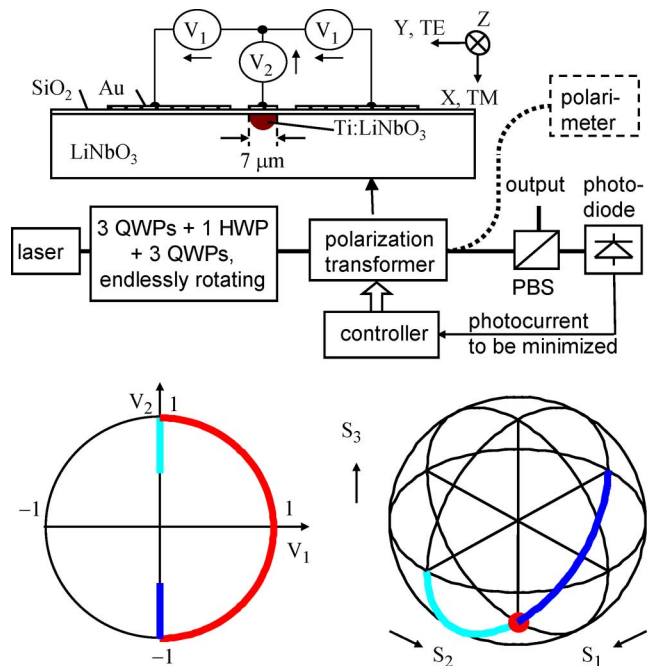 V1
V1
V2
Y, TE
Z
X, TM
SiO2
Au
Ti:LiNbO3
LiNbO3
7 μm
polari-
meter
laser
3 QWPs + 1 HWP
+ 3 QWPs,
endlessly rotating
polarization
transformer
output
PBS
photo-
diode
controller
photocurrent
to be minimized
V2
1
−1
1
V1
−1
S3
S2
S1